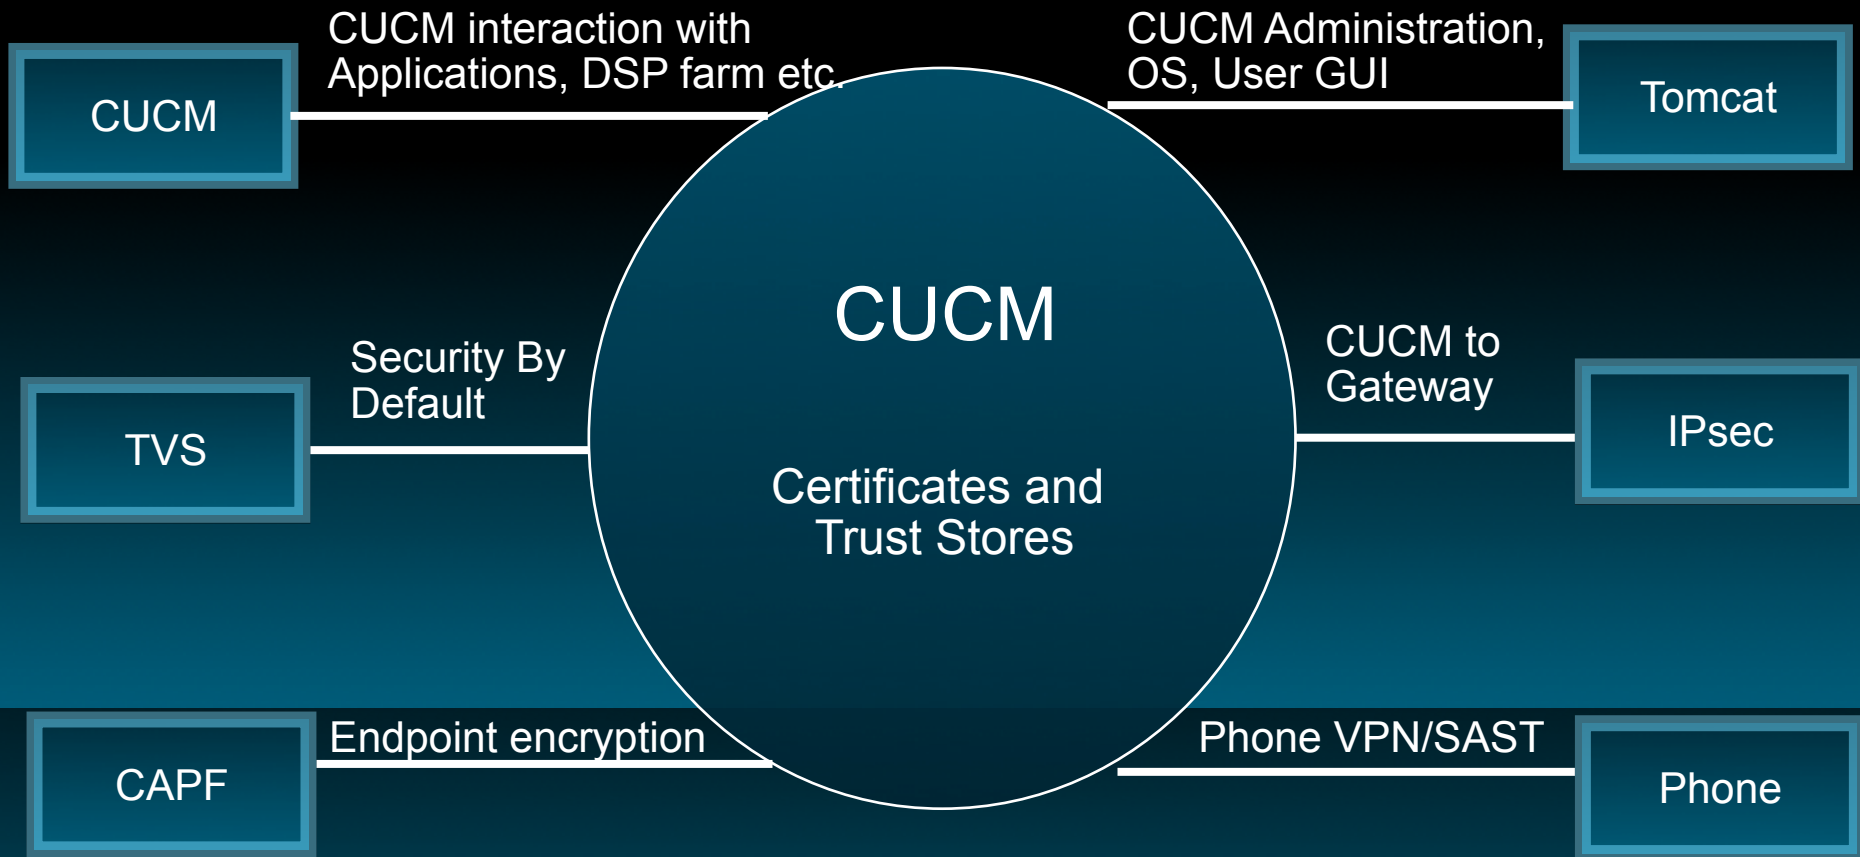 CUCM
CUCM interaction with
Applications, DSP farm etc.
CUCM Administration,
OS, User GUI
Tomcat
TVS
Security By
Default
CUCM
Certificates and
Trust Stores
CUCM to
Gateway
IPsec
CAPF
Endpoint encryption
Phone VPN/SAST
Phone